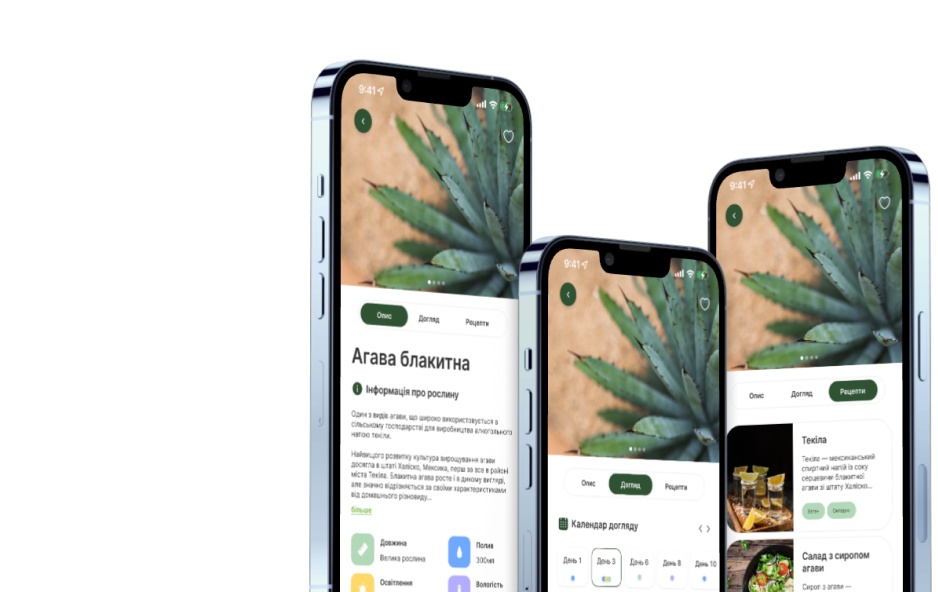 9:41
Опис
Догляд
Рецепти
Агава блакитна
Інформація про рослину
Один з видів агави, що широко використовується в
сільському господарстві для виробництва алкогольного
напою текіли.
Найвищого розвитку культура вирощування агави
досягла в штаті Халіско, Мексика, перш за все в районі
міста Текіла. Блакитна агава росте і в дикому вигляді,
але значно відрізняється за своїми характеристиками
від домашнього різновиду...
більше
Довжина
Велика рослина
Полив
300мл
Освітлення
Вологість
9:41
Опис
Догляд
Рецепти
Календар догляду
День 1
День 3
День 6
День 8
День 10
9:41
Опис
Догляд
Рецепти
Текіла
Текіла — мексиканський
спиртний напій із соку
серцевини блакитної
агави зі штату Халіско...
Салад з сиропом
агави
Сироп з агави —